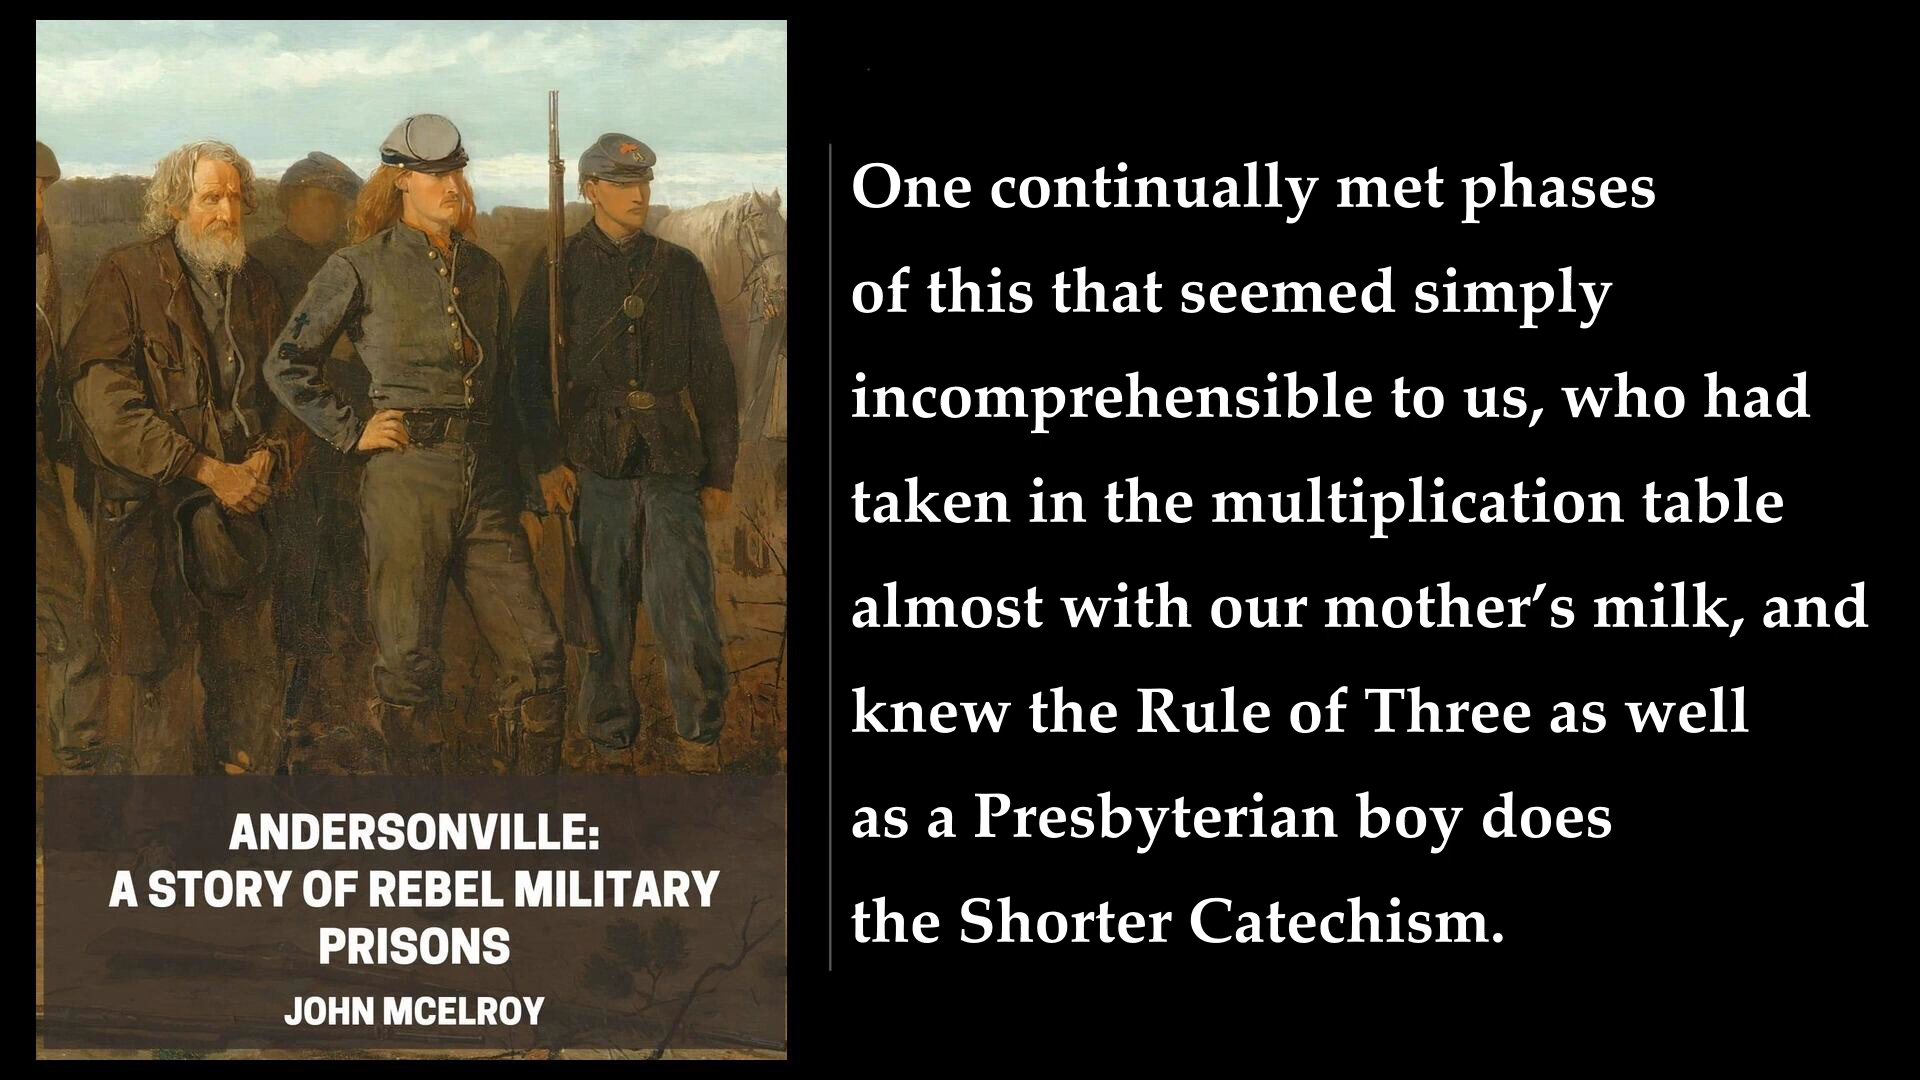 ANDERSONVILLE:
A STORY OF REBEL MILITARY
PRISONS
JOHN MCELROY
One continually met phases
of this that seemed simply
incomprehensible to us, who had
taken in the multiplication table
almost with our mother’s milk, and
knew the Rule of Three as well
as a Presbyterian boy does
the Shorter Catechism.